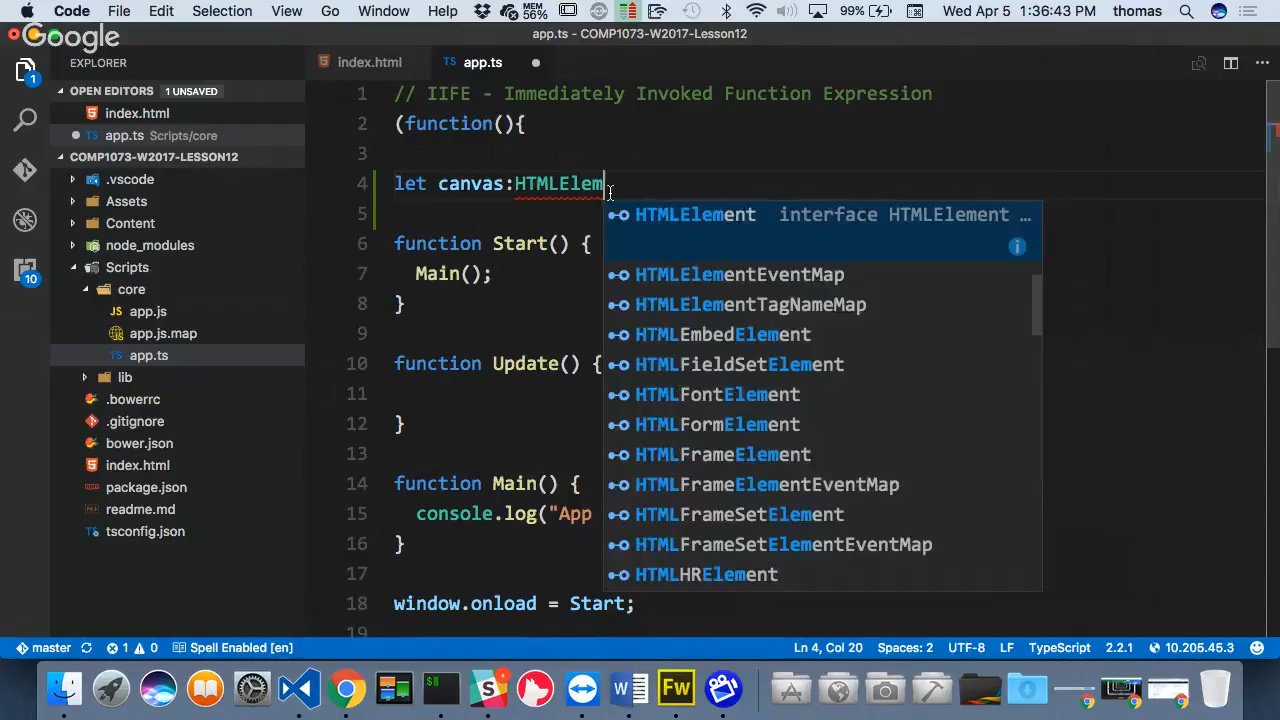 Code File Edit Selection View Go Window Help MEM 56% 99% Wed Apr 5 1:36:43 PM thomas
Google
app.ts - COMP1073-W2017-Lesson12
EXPLORER
index.html
app.ts
OPEN EDITORS 1 UNSAVED
index.html
app.ts Scripts/core
COMP1073-W2017-LESSON12
.vscode
Assets
Content
node_modules
Scripts
core
app.js
app.js.map
app.ts
lib
.bowerrc
.gitignore
bower.json
index.html
package.json
readme.md
tsconfig.json
1
10
1 // IIFE - Immediately Invoked Function Expression
2 (function(){
3
4 let canvas:HTMLElem
5
6 function Start() {
7 Main();
8 }
9
10 function Update() {
11
12 }
13
14 function Main() {
15 console.log("App
16 }
17
18 window.onload = Start;
19
HTMLElement interface HTMLElement …
HTMLElementEventMap
HTMLElementTagNameMap
HTMLEmbedElement
HTMLFieldSetElement
HTMLFontElement
HTMLFormElement
HTMLFrameElement
HTMLFrameElementEventMap
HTMLFrameSetElement
HTMLFrameSetElementEventMap
HTMLHRElement
master 1 0 Spell Enabled [en] Ln 4, Col 20 Spaces: 2 UTF-8 LF TypeScript 2.2.1 10.205.45.3
Fw